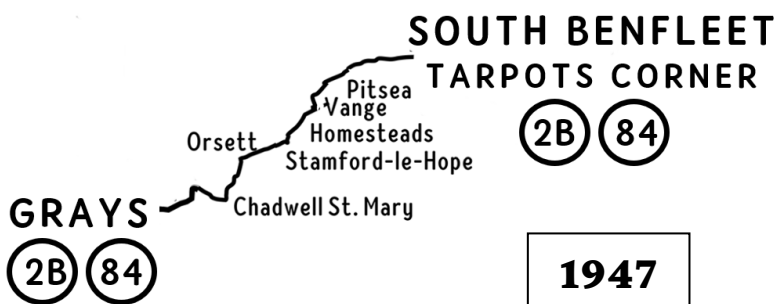 SOUTH BENFLEET
TARPOTS CORNER
2B 84
Pitsea
Vange
Homesteads
Stamford-le-Hope
Orsett
Chadwell St. Mary
GRAYS
2B 84
1947